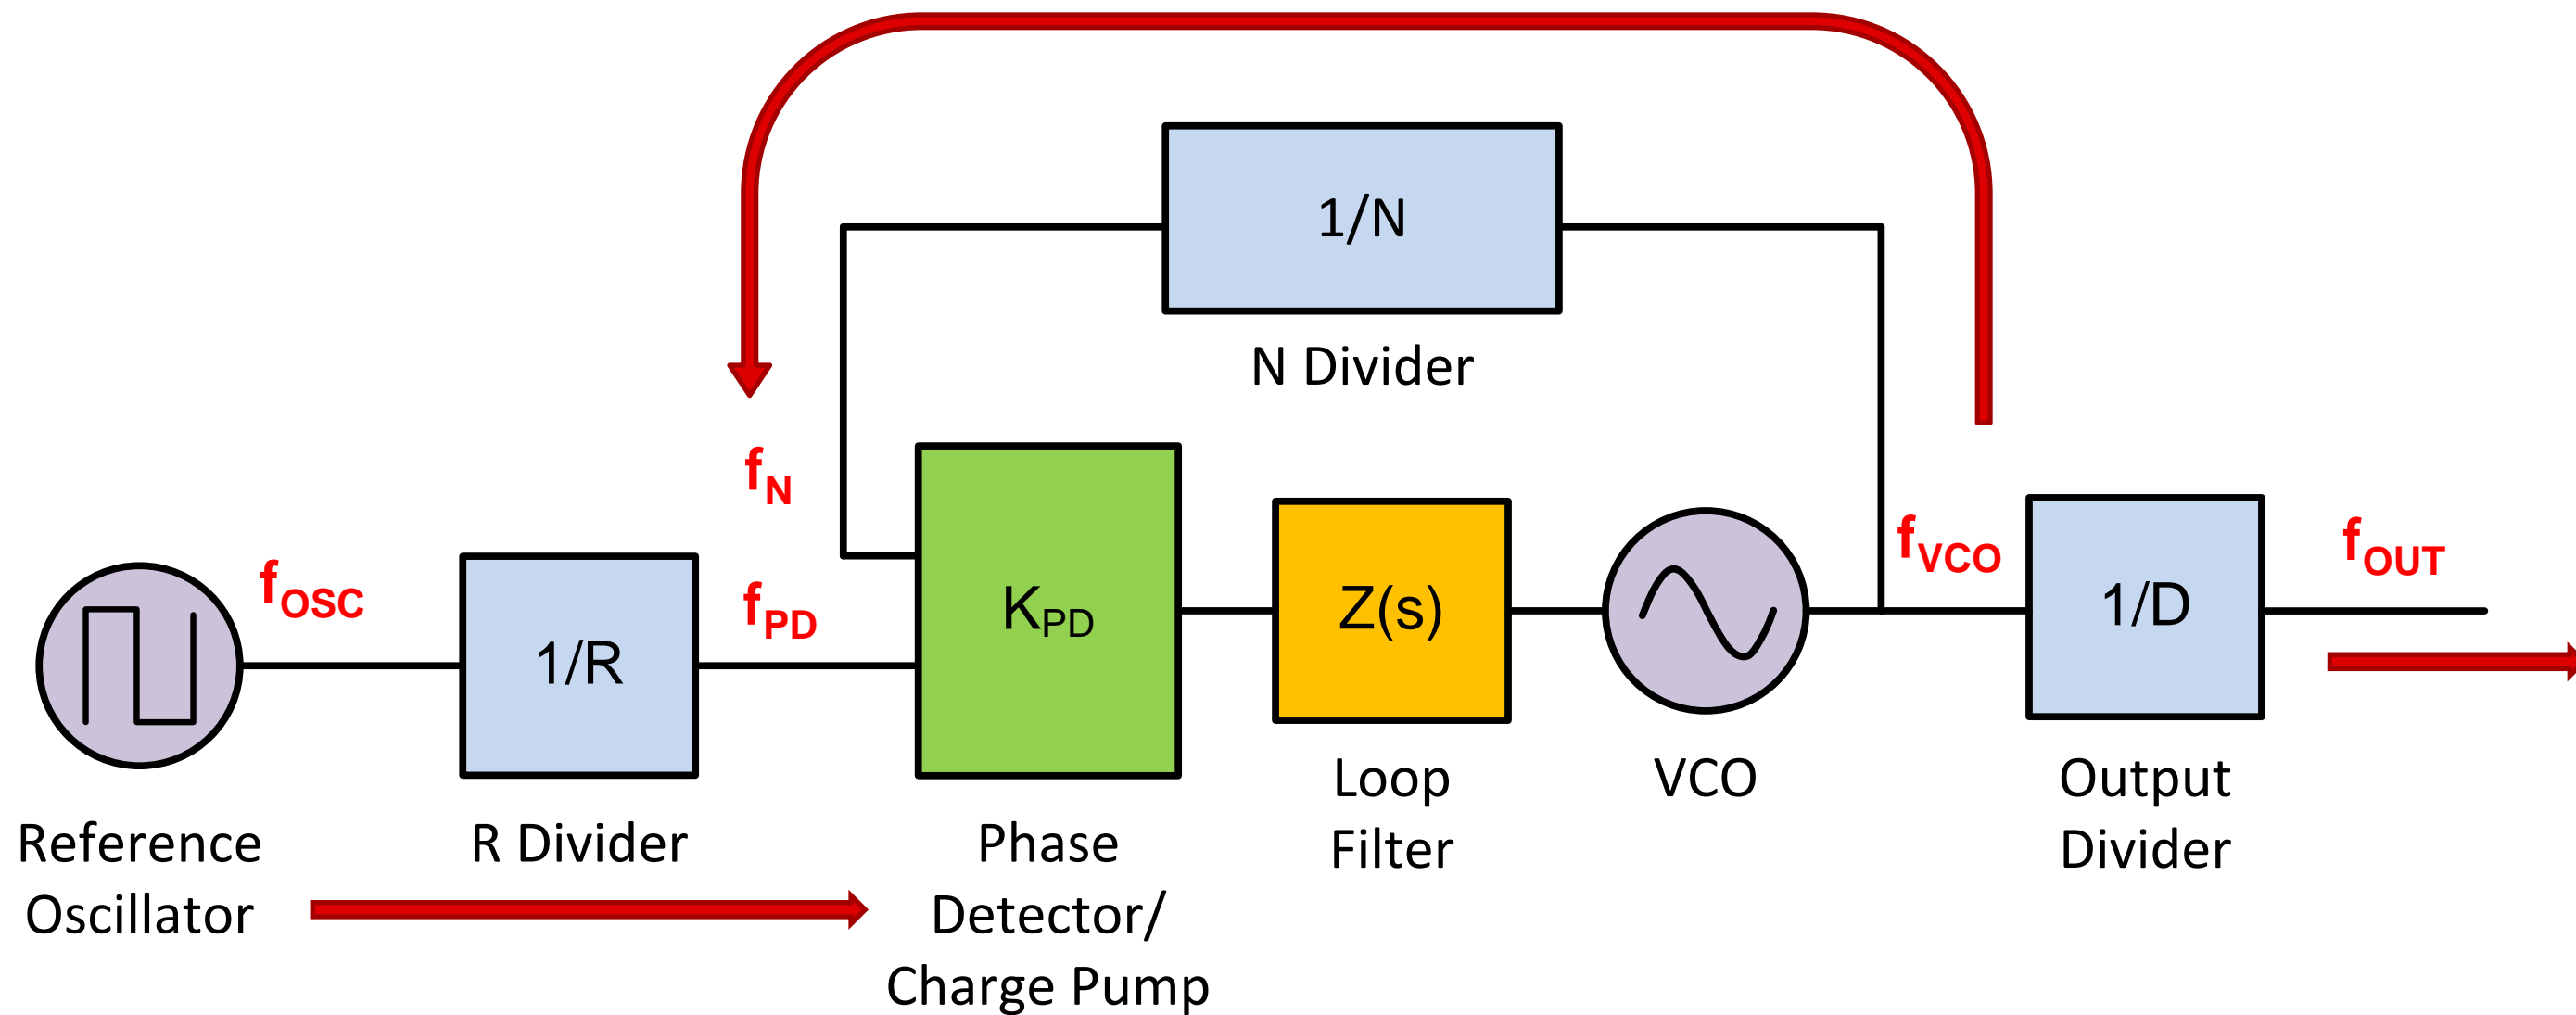 1/N
N Divider
fN
fOSC
1/R
fPD
KPD
Z(s)
fVCO
1/D
fOUT
Reference
Oscillator
R Divider
Phase
Detector/
Charge Pump
Loop
Filter
VCO
Output
Divider